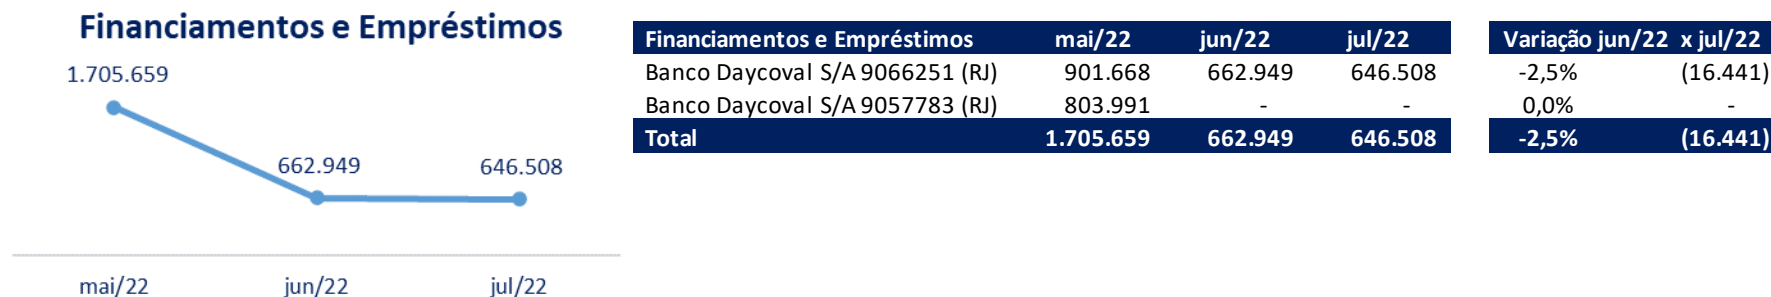 Financiamentos e Empréstimos
1.705.659
662.949
646.508
mai/22 jun/22 jul/22
Financiamentos e Empréstimos mai/22 jun/22 jul/22 Variação jun/22 x jul/22
Banco Daycoval S/A 9066251 (RJ) 901.668 662.949 646.508 -2,5% (16.441)
Banco Daycoval S/A 9057783 (RJ) 803.991 - - 0,0% -
Total 1.705.659 662.949 646.508 -2,5% (16.441)